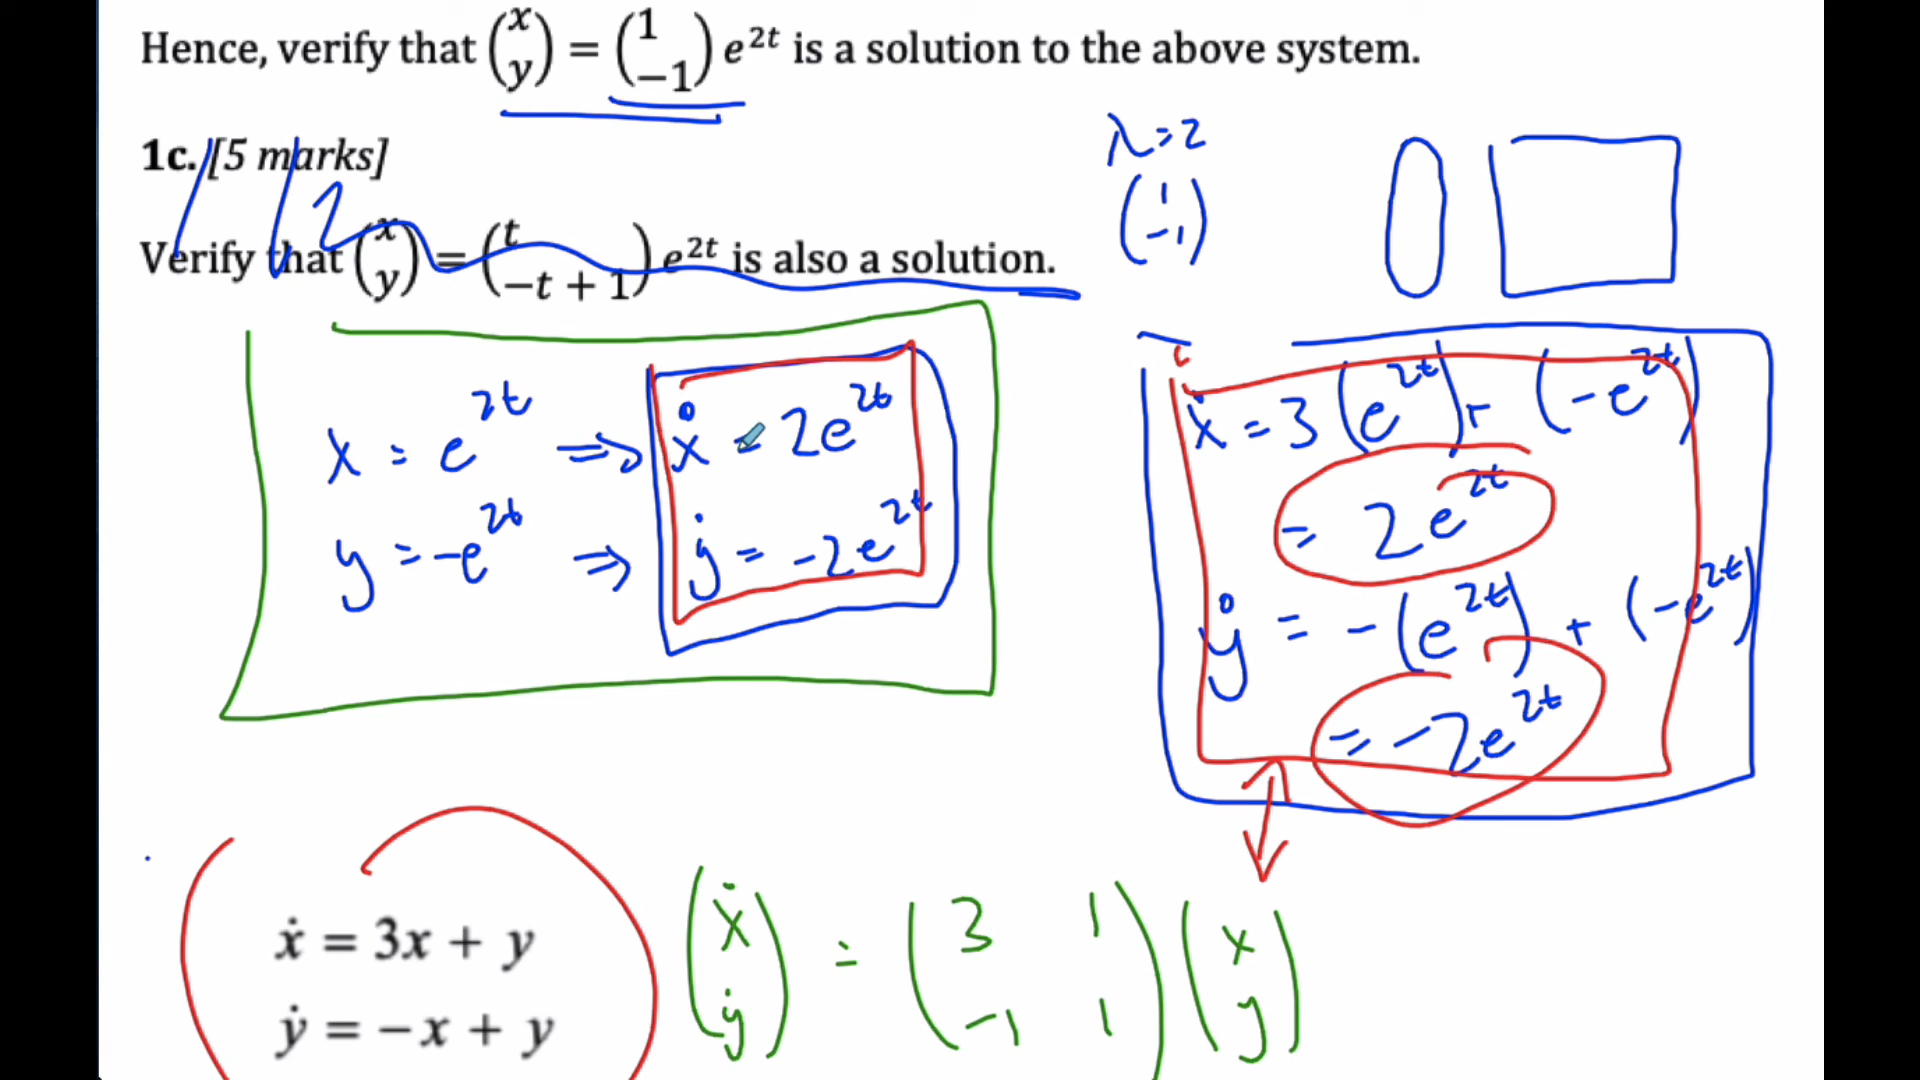 Hence, verify that (x y) = (1 −1) e^{2t} is a solution to the above system.
1c. [5 marks]
Verify that (x y) = (t −t + 1) e^{2t} is also a solution.
λ = 2
(1 −1)
x = e^{2t} ⇒ ẋ = 2e^{2t}
y = −e^{2t} ⇒ ẏ = −2e^{2t}
ẋ = 3(e^{2t}) + (−e^{2t})
= 2e^{2t}
ẏ = −(e^{2t}) + (−e^{2t})
= −2e^{2t}
ẋ = 3x + y
ẏ = −x + y
(ẋ ẏ) = (3 1 −1 1) (x y)